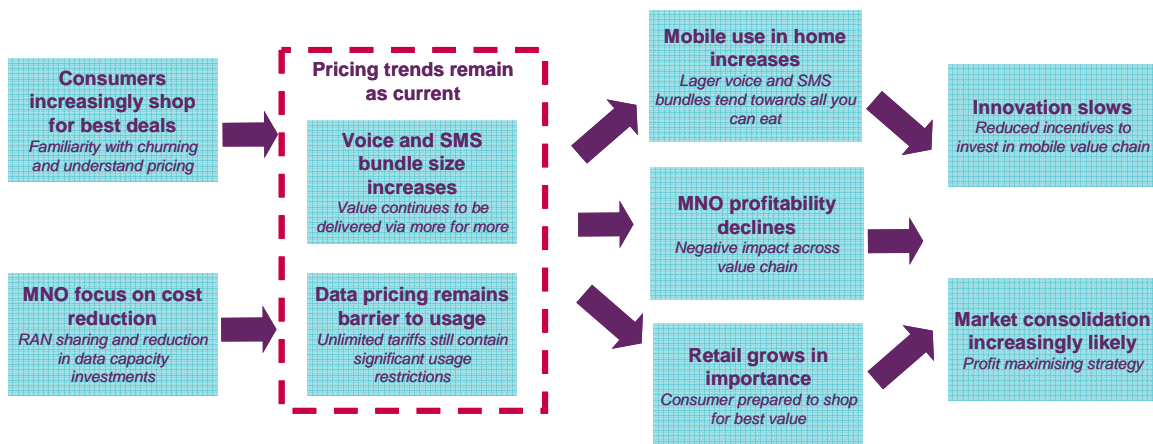 Consumers
increasingly shop
for best deals
Familiarity with churning
and understand pricing
MNO focus on cost
reduction
RAN sharing and reduction
in data capacity
investments
Pricing trends remain
as current
Voice and SMS
bundle size
increases
Value continues to be
delivered via more for more
Data pricing remains
barrier to usage
Unlimited tariffs still contain
significant usage
restrictions
Mobile use in home
increases
Lager voice and SMS
bundles tend towards all you
can eat
MNO profitability
declines
Negative impact across
value chain
Retail grows in
importance
Consumer prepared to shop
for best value
Innovation slows
Reduced incentives to
invest in mobile value chain
Market consolidation
increasingly likely
Profit maximising strategy